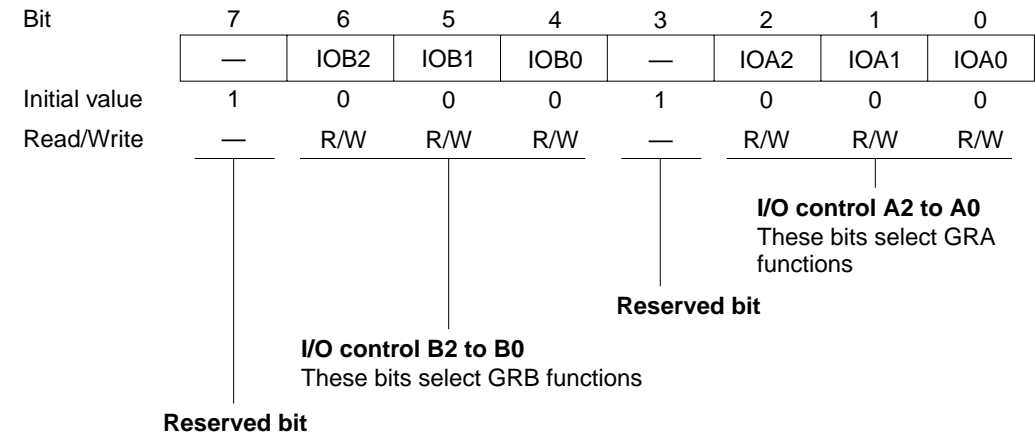 Bit 7 6 5 4 3 2 1 0
— IOB2 IOB1 IOB0 — IOA2 IOA1 IOA0
Initial value 1 0 0 0 1 0 0 0
Read/Write — R/W R/W R/W — R/W R/W R/W
I/O control A2 to A0
These bits select GRA
functions
Reserved bit
I/O control B2 to B0
These bits select GRB functions
Reserved bit